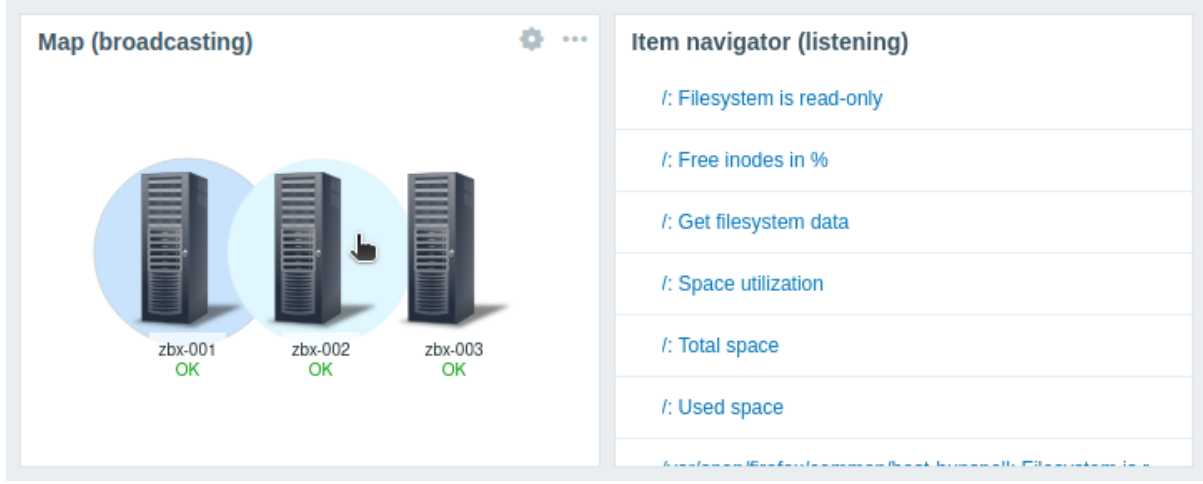 Map (broadcasting)
zbx-001
OK
zbx-002
OK
zbx-003
OK
Item navigator (listening)
/: Filesystem is read-only
/: Free inodes in %
/: Get filesystem data
/: Space utilization
/: Total space
/: Used space